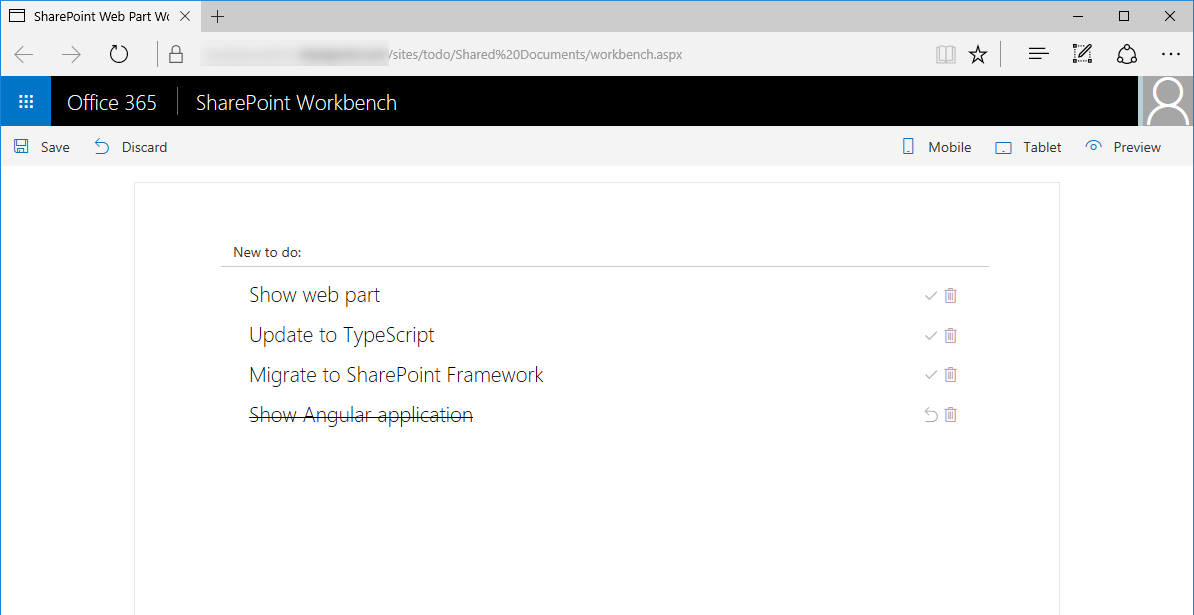 SharePoint Web Part Wo
/sites/todo/Shared%20Documents/workbench.aspx
Office 365 SharePoint Workbench
Save Discard Mobile Tablet Preview
New to do:
Show web part
Update to TypeScript
Migrate to SharePoint Framework
Show Angular application